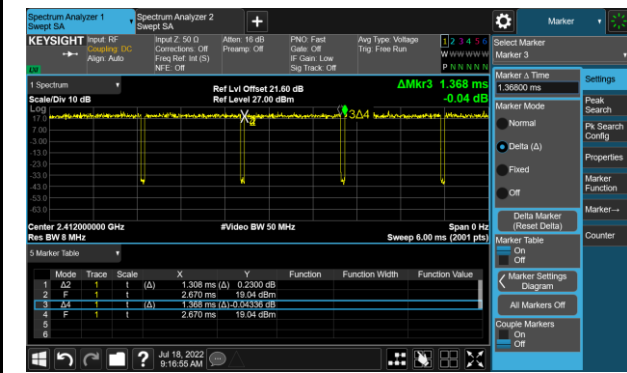 Spectrum Analyzer 1
Swept SA
Spectrum Analyzer 2
Swept SA
+
Marker
KEYSIGHT
Input: RF
Coupling: DC
Align: Auto
Input Z: 50 Ω
Corrections: Off
Freq Ref: Int (S)
NFE: Off
Atten: 16 dB
Preamp: Off
PNO: Fast
Gate: Off
IF Gain: Low
Sig Track: Off
Avg Type: Voltage
Trig: Free Run
1 2 3 4 5 6
W W W W W W
P N N N N N
Select Marker
Marker 3
1 Spectrum
Scale/Div 10 dB
Ref Lvl Offset 21.60 dB
Ref Level 27.00 dBm
ΔMkr3 1.368 ms
-0.04 dB
Log
17.0
7.00
-3.00
-13.0
-23.0
-33.0
-43.0
-53.0
-63.0
3Δ4
Center 2.412000000 GHz
Res BW 8 MHz
#Video BW 50 MHz
Span 0 Hz
Sweep 6.00 ms (2001 pts)
5 Marker Table
Mode Trace Scale X Y Function Function Width Function Value
1 Δ2 1 t (Δ) 1.308 ms (Δ) 0.2300 dB
2 F 1 t 2.670 ms 19.04 dBm
3 Δ4 1 t (Δ) 1.368 ms (Δ) -0.04336 dB
4 F 1 t 2.670 ms 19.04 dBm
5
6
Marker Δ Time
1.36800 ms
Marker Mode
Normal
Delta (Δ)
Fixed
Off
Delta Marker
(Reset Delta)
Marker Table
On
Off
Marker Settings
Diagram
All Markers Off
Couple Markers
On
Off
Settings
Peak
Search
Pk Search
Config
Properties
Marker
Function
Marker→
Counter
?
Jul 18, 2022
9:16:55 AM